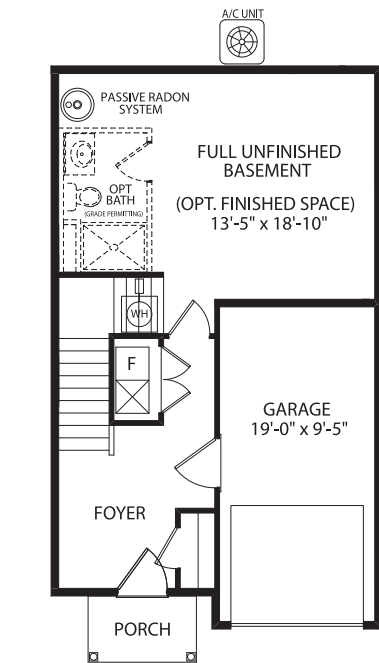 A/C UNIT
PASSIVE RADON
SYSTEM
FULL UNFINISHED
BASEMENT
(OPT. FINISHED SPACE)
13'-5" x 18'-10"
OPT
BATH
(GRADE PERMITTING)
WH
F
GARAGE
19'-0" x 9'-5"
FOYER
PORCH